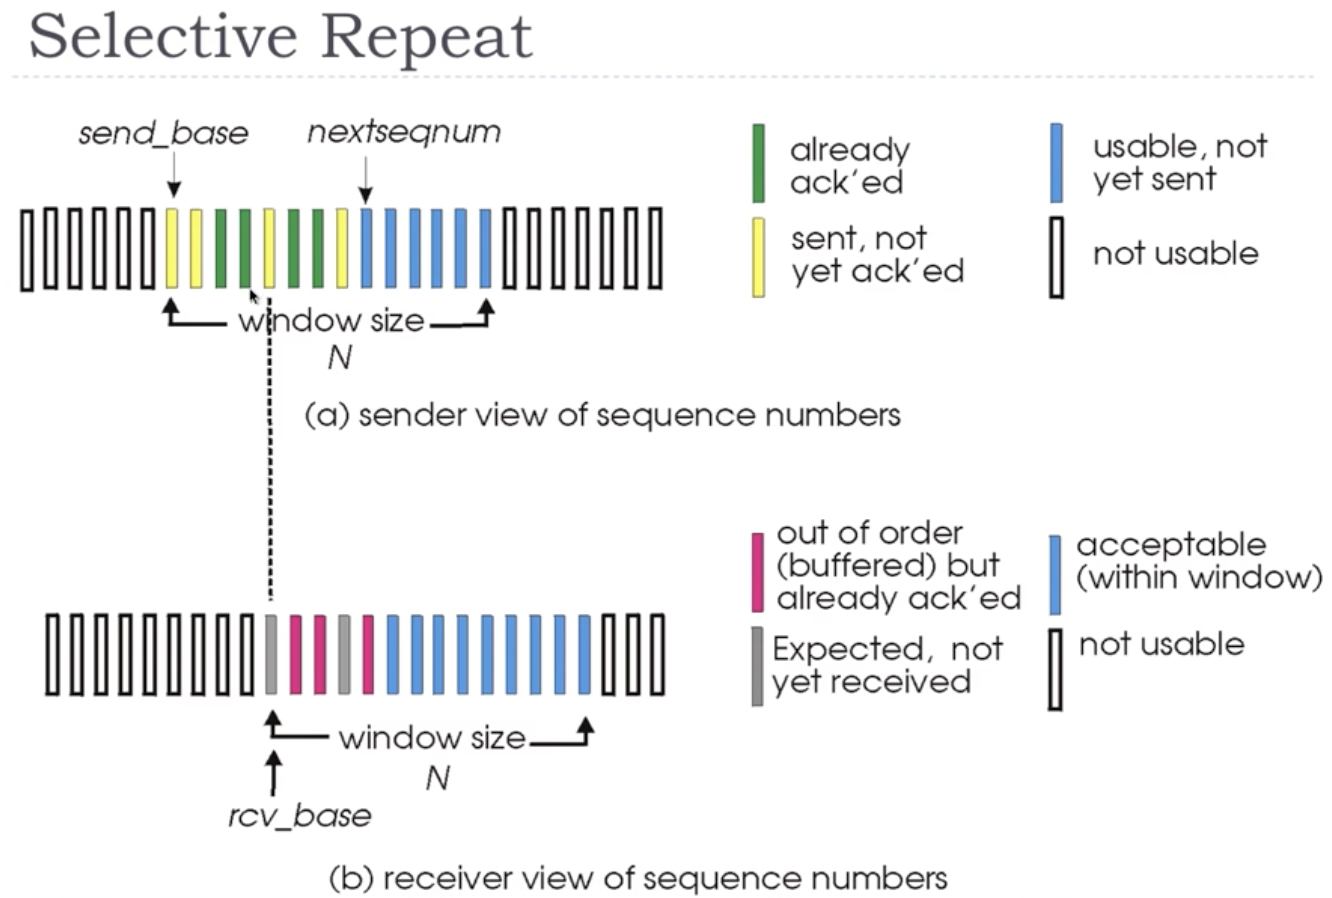 Selective Repeat
send_base
nextseqnum
window size
N
already
ack'ed
sent, not
yet ack'ed
usable, not
yet sent
not usable
(a) sender view of sequence numbers
out of order
(buffered) but
already ack'ed
Expected, not
yet received
acceptable
(within window)
not usable
window size
N
rcv_base
(b) receiver view of sequence numbers